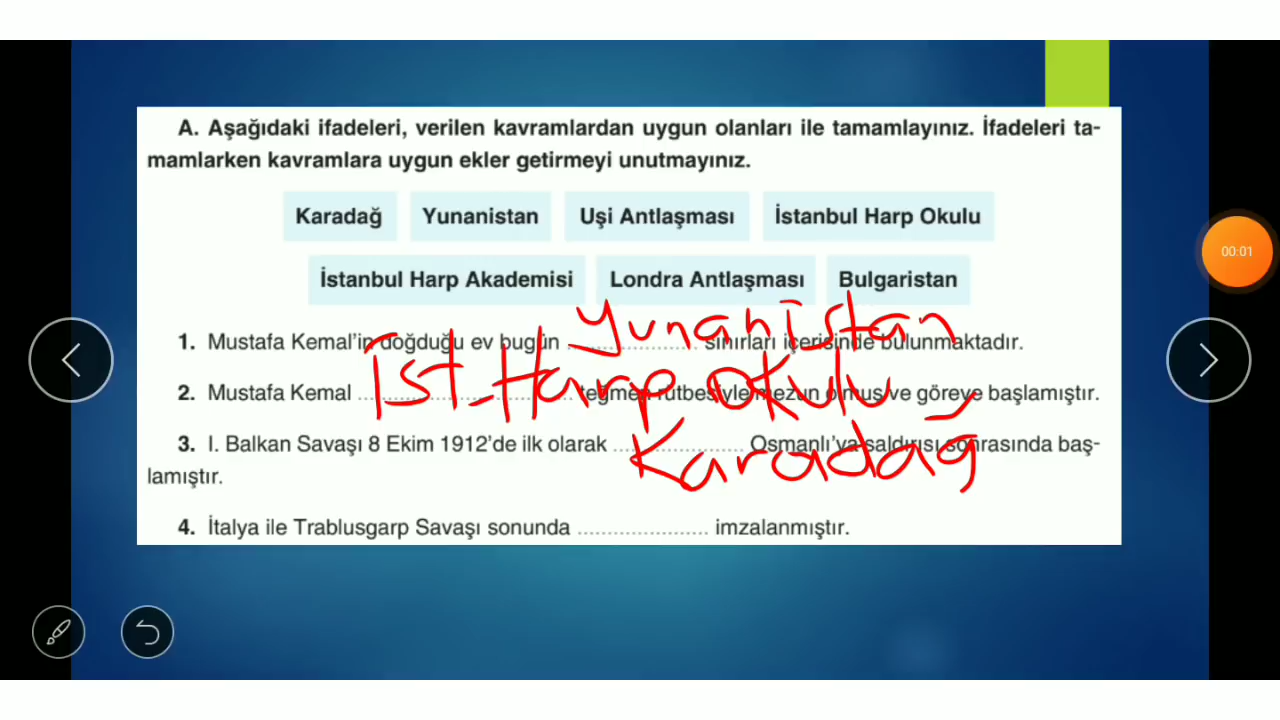 A. Aşağıdaki ifadeleri, verilen kavramlardan uygun olanları ile tamamlayınız. İfadeleri ta-
mamlarken kavramlara uygun ekler getirmeyi unutmayınız.
Karadağ Yunanistan Uşi Antlaşması İstanbul Harp Okulu
00:01
İstanbul Harp Akademisi Londra Antlaşması Bulgaristan
Yunanistan
1. Mustafa Kemal'in doğduğu ev bugün ...................... sınırları içerisinde bulunmaktadır.
İst. Harp Okulu
2. Mustafa Kemal ..................................... teğmen rütbesiyle mezun olmuş ve göreve başlamıştır.
3. I. Balkan Savaşı 8 Ekim 1912'de ilk olarak ...................... Osmanlı'ya saldırısı sonrasında baş-
Karadağ
lamıştır.
4. İtalya ile Trablusgarp Savaşı sonunda ...................... imzalanmıştır.